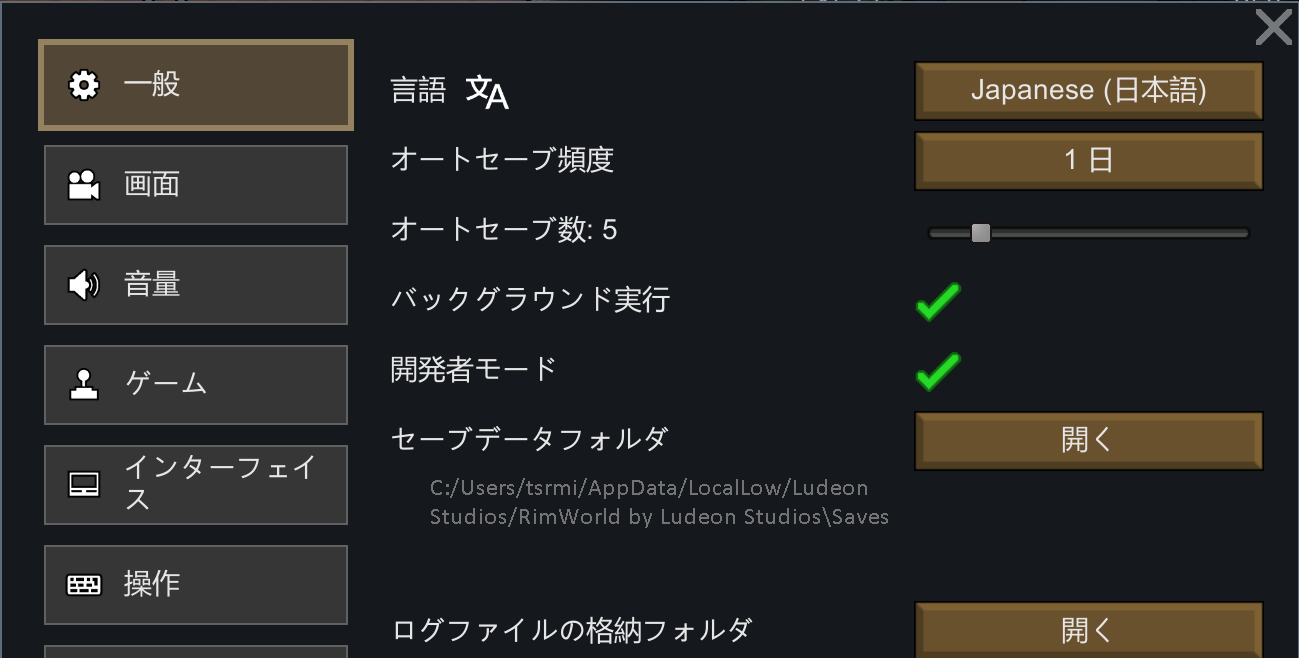 一般
画面
音量
ゲーム
インターフェイ
ス
操作
言語 文A
Japanese (日本語)
オートセーブ頻度
1 日
オートセーブ数: 5
バックグラウンド実行
開発者モード
セーブデータフォルダ
開く
C:/Users/tsrmi/AppData/LocalLow/Ludeon
Studios/RimWorld by Ludeon Studios\Saves
ログファイルの格納フォルダ
開く